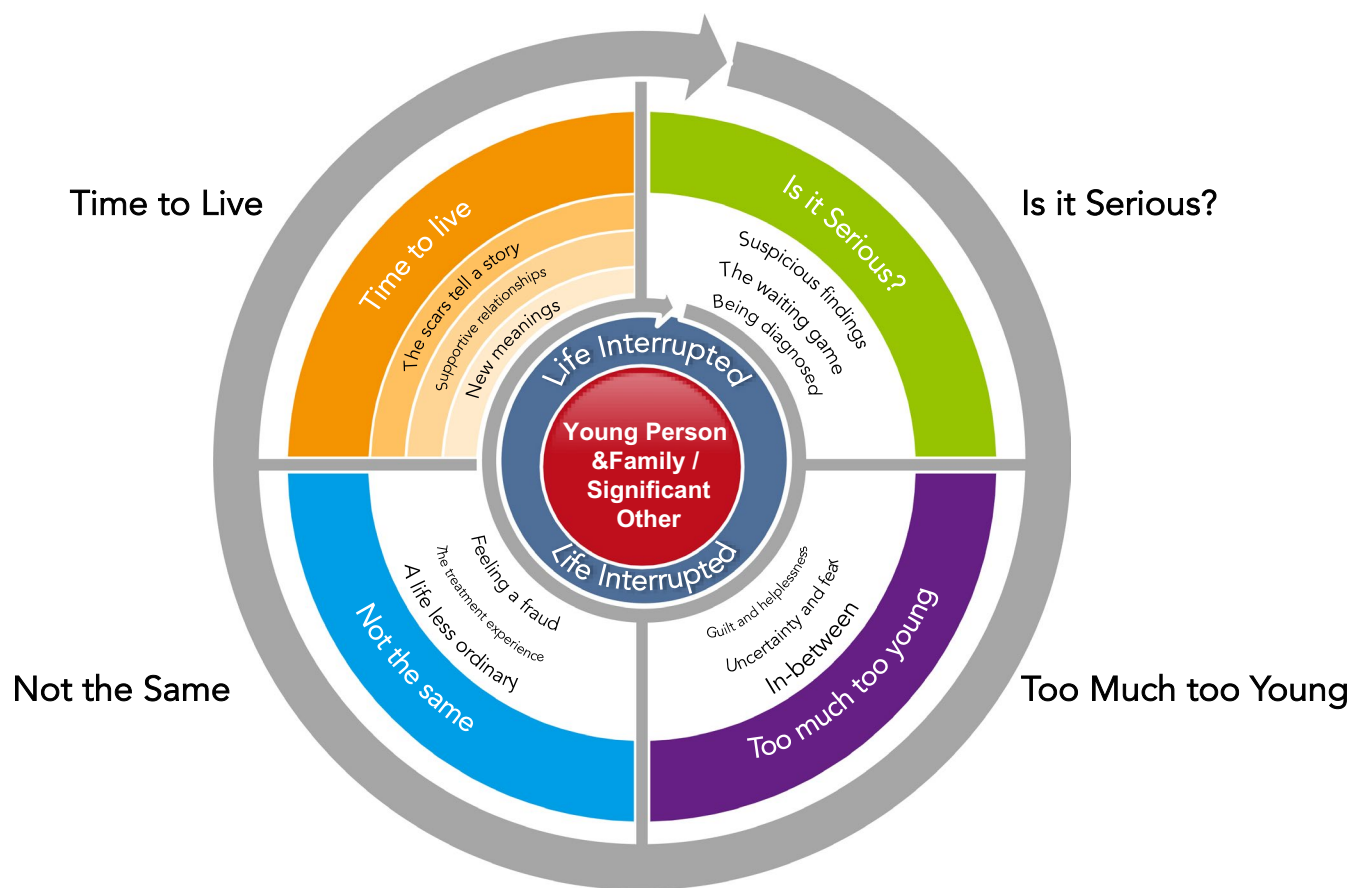 Time to Live
Is it Serious?
Time to live
The scars tell a story
Supportive relationships
New meanings
Is it Serious?
Suspicious findings
The waiting game
Being diagnosed
Life Interrupted
Young Person
&Family /
Significant
Other
Life Interrupted
Feeling a fraud
The treatment experience
A life less ordinary
Not the same
Guilt and helplessness
Uncertainty and fear
In-between
Too much too young
Not the Same
Too Much too Young